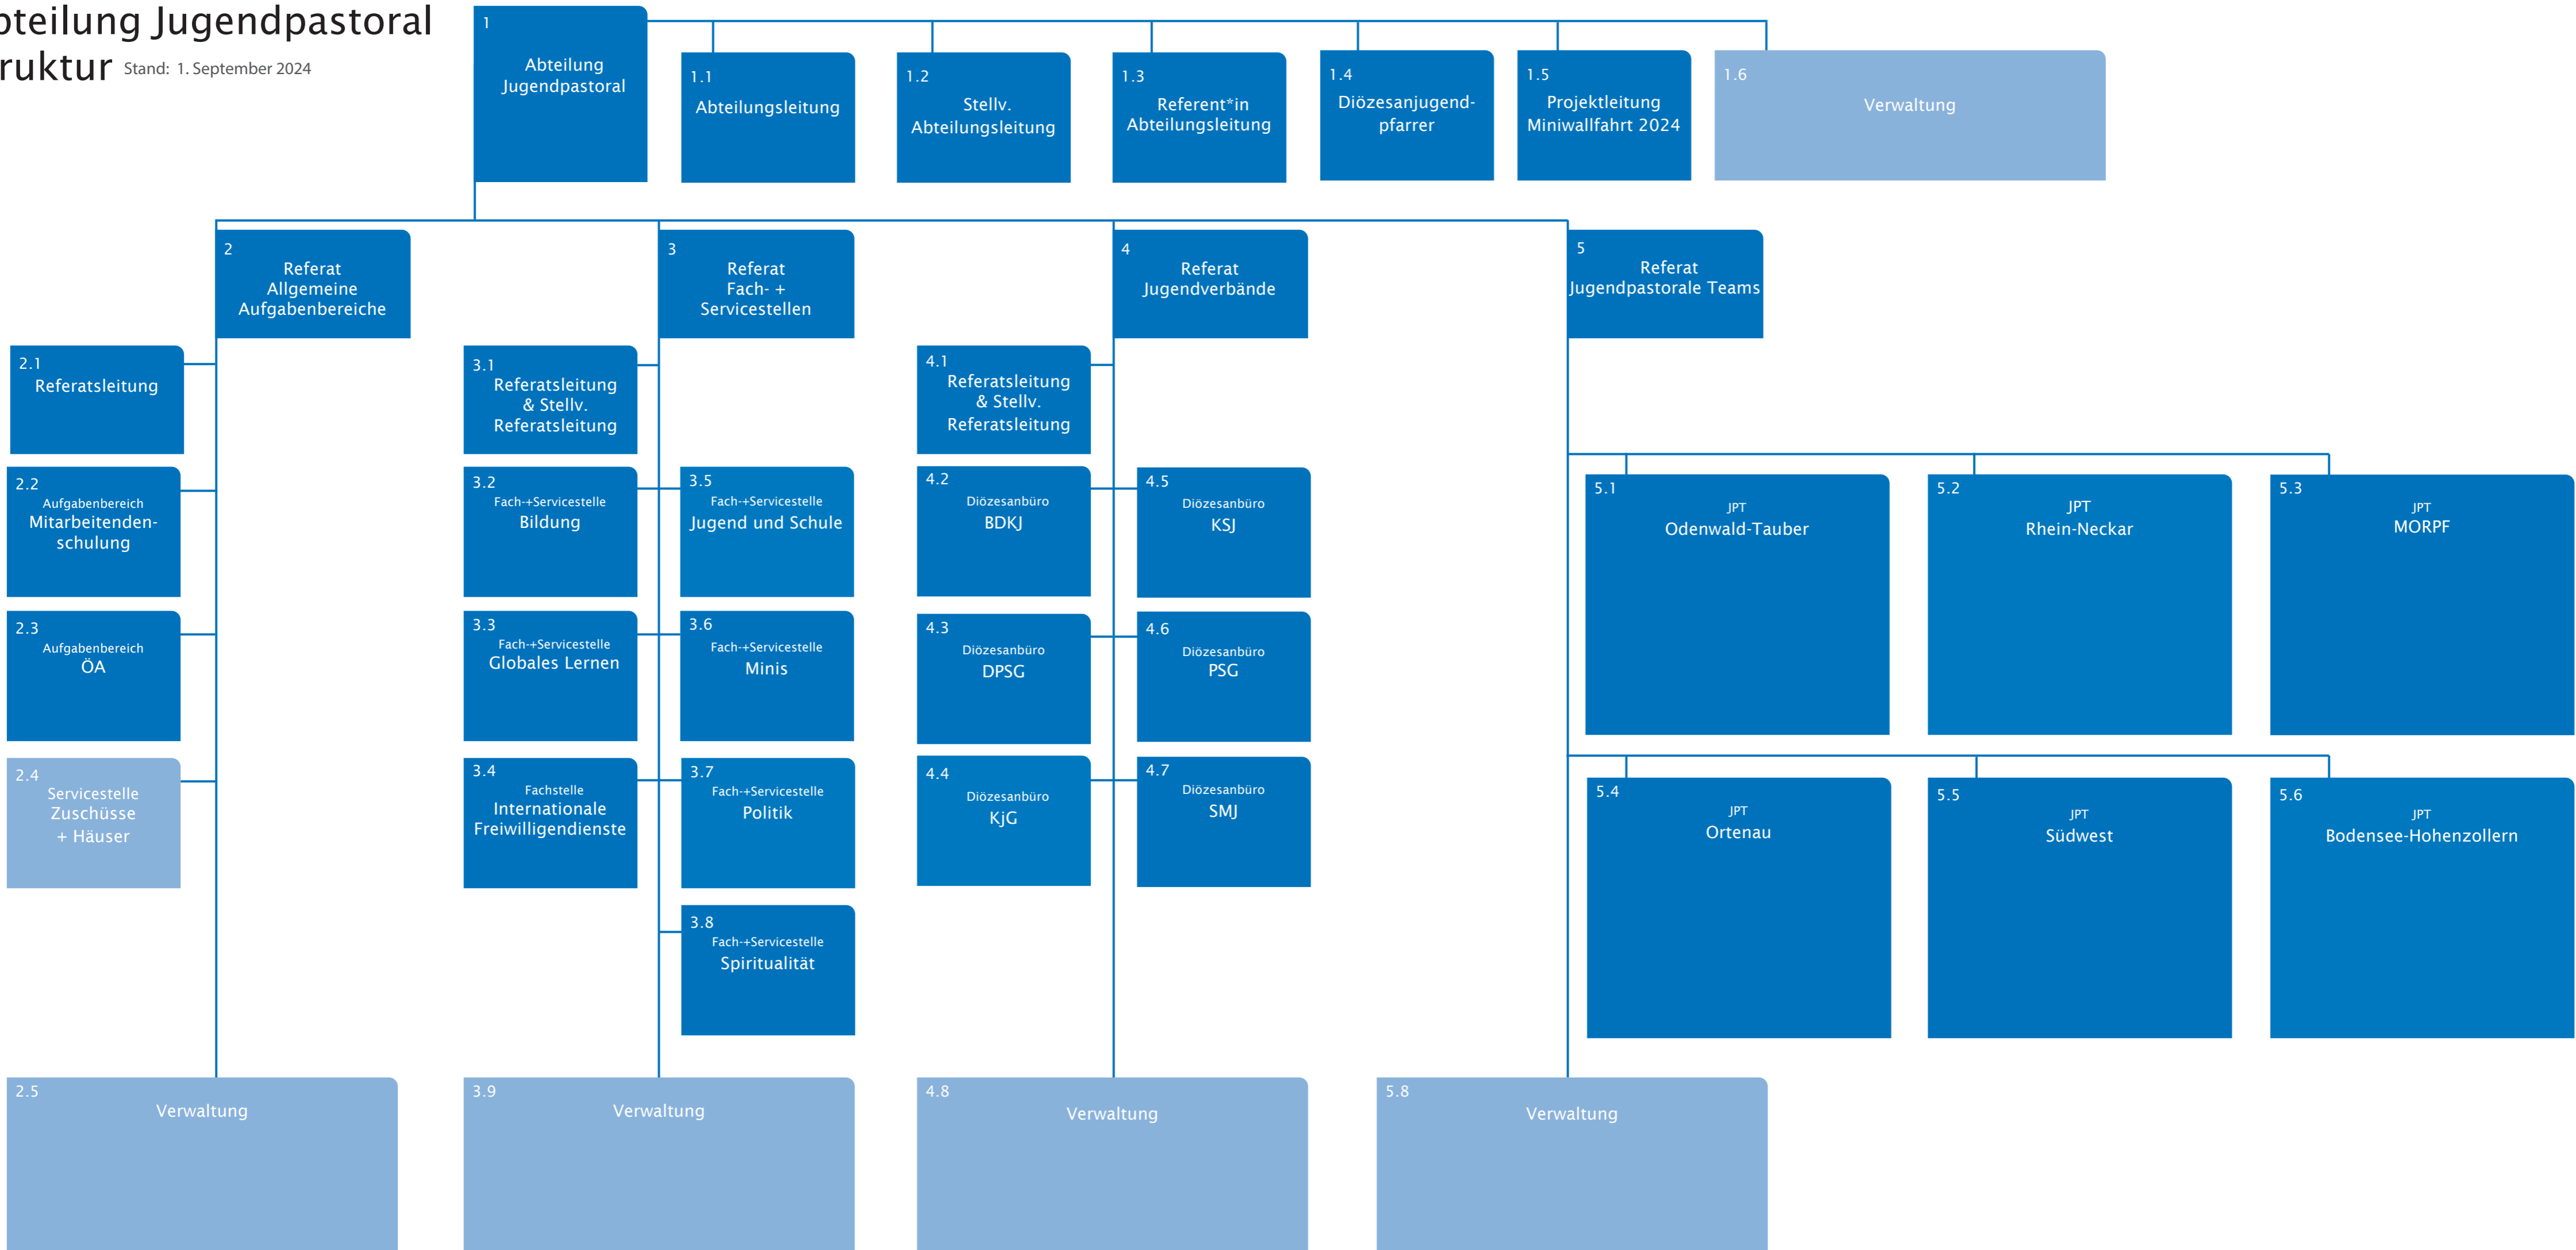 bteilung Jugendpastoral
ruktur Stand: 1. September 2024
1
Abteilung
Jugendpastoral
1.1
Abteilungsleitung
1.2
Stellv.
Abteilungsleitung
1.3
Referent*in
Abteilungsleitung
1.4
Diözesanjugend-
pfarrer
1.5
Projektleitung
Miniwallfahrt 2024
1.6
Verwaltung
2
Referat
Allgemeine
Aufgabenbereiche
3
Referat
Fach- +
Servicestellen
4
Referat
Jugendverbände
5
Referat
Jugendpastorale Teams
2.1
Referatsleitung
2.2
Aufgabenbereich
Mitarbeitenden-
schulung
2.3
Aufgabenbereich
ÖA
2.4
Servicestelle
Zuschüsse
+ Häuser
2.5
Verwaltung
3.1
Referatsleitung
& Stellv.
Referatsleitung
3.2
Fach-+Servicestelle
Bildung
3.3
Fach-+Servicestelle
Globales Lernen
3.4
Fachstelle
Internationale
Freiwilligendienste
3.5
Fach-+Servicestelle
Jugend und Schule
3.6
Fach-+Servicestelle
Minis
3.7
Fach-+Servicestelle
Politik
3.8
Fach-+Servicestelle
Spiritualität
3.9
Verwaltung
4.1
Referatsleitung
& Stellv.
Referatsleitung
4.2
Diözesanbüro
BDKJ
4.3
Diözesanbüro
DPSG
4.4
Diözesanbüro
KjG
4.5
Diözesanbüro
KSJ
4.6
Diözesanbüro
PSG
4.7
Diözesanbüro
SMJ
4.8
Verwaltung
5.1
JPT
Odenwald-Tauber
5.2
JPT
Rhein-Neckar
5.3
JPT
MORPF
5.4
JPT
Ortenau
5.5
JPT
Südwest
5.6
JPT
Bodensee-Hohenzollern
5.8
Verwaltung